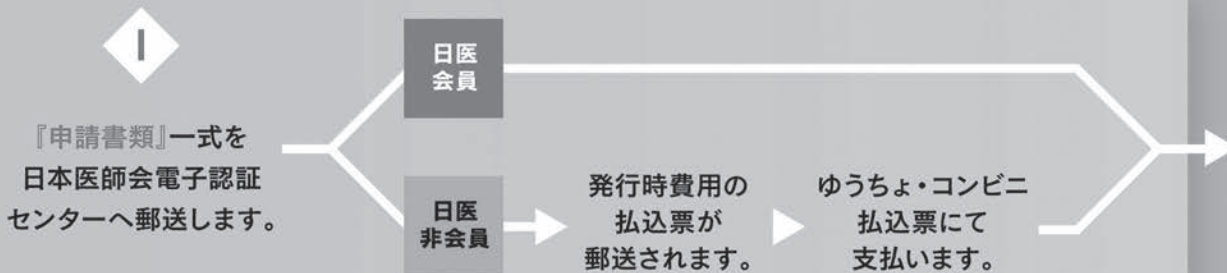 1
『申請書類』一式を
日本医師会電子認証
センターへ郵送します。
日医
会員
日医
非会員
発行時費用の
払込票が
郵送されます。
ゆうちょ・コンビニ
払込票にて
支払います。